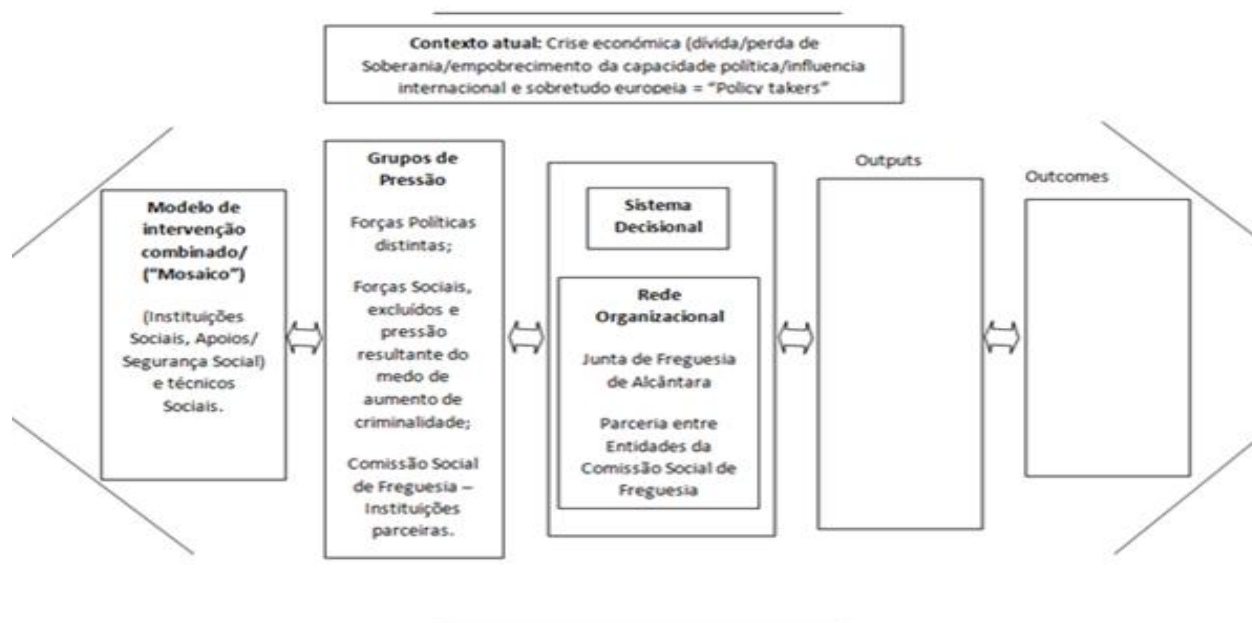 Contexto atual: Crise económica (dívida/perda de
Soberania/empobrecimento da capacidade política/influencia
internacional e sobretudo europeia = “Policy takers”
Modelo de
intervenção
combinado/
(“Mosaico”)
(Instituições
Sociais, Apoios/
Segurança Social)
e técnicos
Sociais.
Grupos de
Pressão
Forças Políticas
distintas;
Forças Sociais,
excluídos e
pressão
resultante do
medo de
aumento de
criminalidade;
Comissão Social
de Freguesia –
Instituições
parceiras.
Sistema
Decisional
Rede
Organizacional
Junta de Freguesia
de Alcântara
Parceria entre
Entidades da
Comissão Social de
Freguesia
Outputs
Outcomes